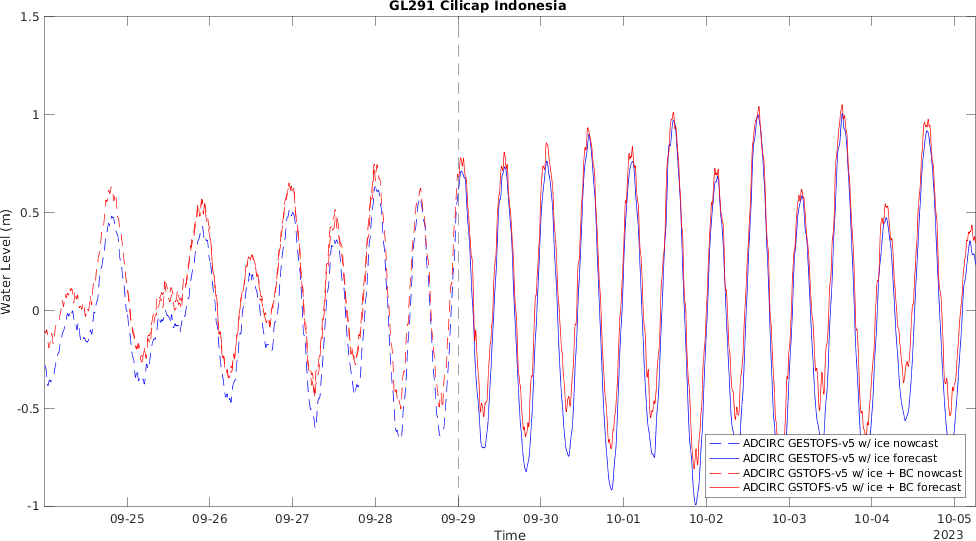 GL291 Cilicap Indonesia
1.5
1
0.5
0
-0.5
-1
Water Level (m)
ADCIRC GESTOFS-v5 w/ ice nowcast
ADCIRC GESTOFS-v5 w/ ice forecast
ADCIRC GSTOFS-v5 w/ ice + BC nowcast
ADCIRC GSTOFS-v5 w/ ice + BC forecast
09-25 09-26 09-27 09-28 09-29 09-30 10-01 10-02 10-03 10-04 10-05
Time
2023